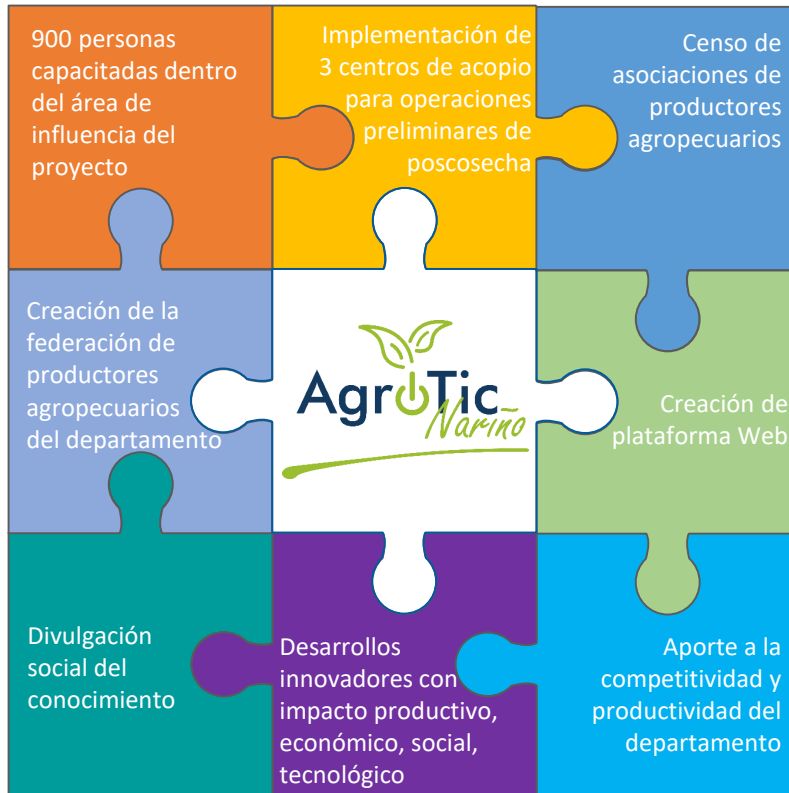 900 personas
capacitadas dentro
del área de
influencia del
proyecto
Implementación de
3 centros de acopio
para operaciones
preliminares de
poscosecha
Censo de
asociaciones de
productores
agropecuarios
Creación de la
federación de
productores
agropecuarios
del departamento
AgroTic
Nariño
Creación de
plataforma Web
Divulgación
social del
conocimiento
Desarrollos
innovadores con
impacto productivo,
económico, social,
tecnológico
Aporte a la
competitividad y
productividad del
departamento